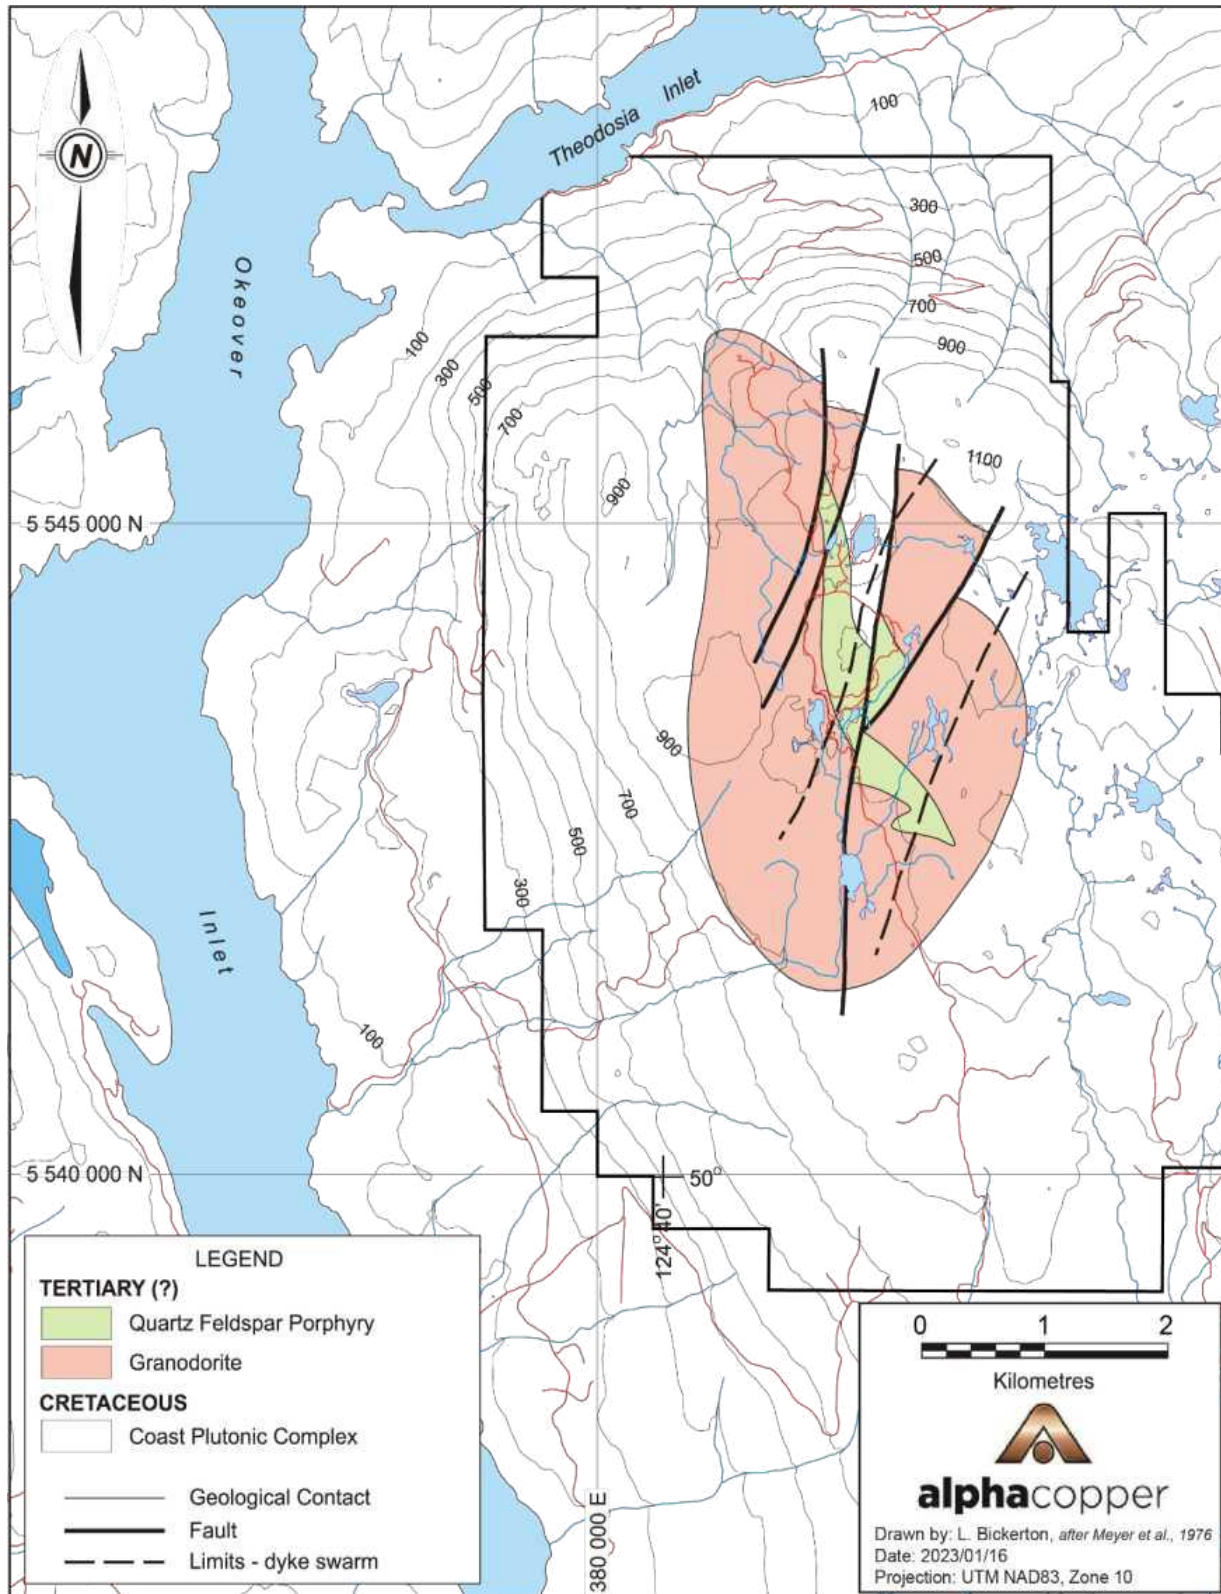 N
Theodosia Inlet
100
300
500
700
900
1100
Okeover
100
300
500
700
900
5 545 000 N
900
700
500
300
Inlet
100
5 540 000 N
50°
124° 40'
380 000 E
LEGEND
TERTIARY (?)
Quartz Feldspar Porphyry
Granodorite
CRETACEOUS
Coast Plutonic Complex
Geological Contact
Fault
Limits - dyke swarm
0 1 2
Kilometres
alphacopper
Drawn by: L. Bickerton, after Meyer et al., 1976
Date: 2023/01/16
Projection: UTM NAD83, Zone 10